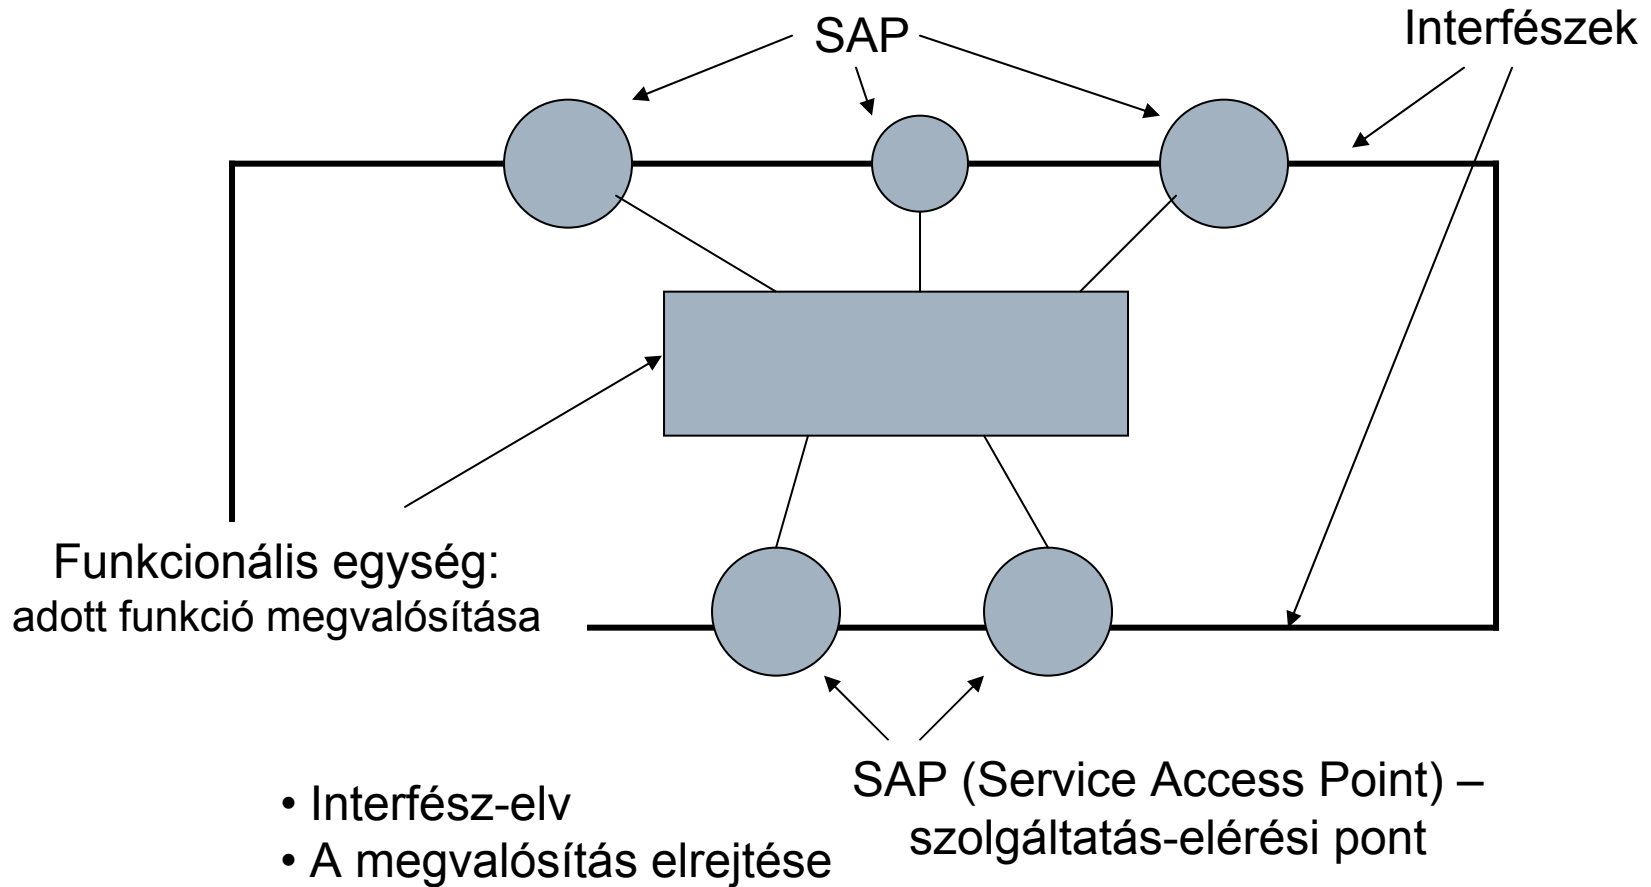 SAP
Interfészek
Funkcionális egység:
adott funkció megvalósítása
SAP (Service Access Point) –
szolgáltatás-elérési pont
• Interfész-elv
• A megvalósítás elrejtése